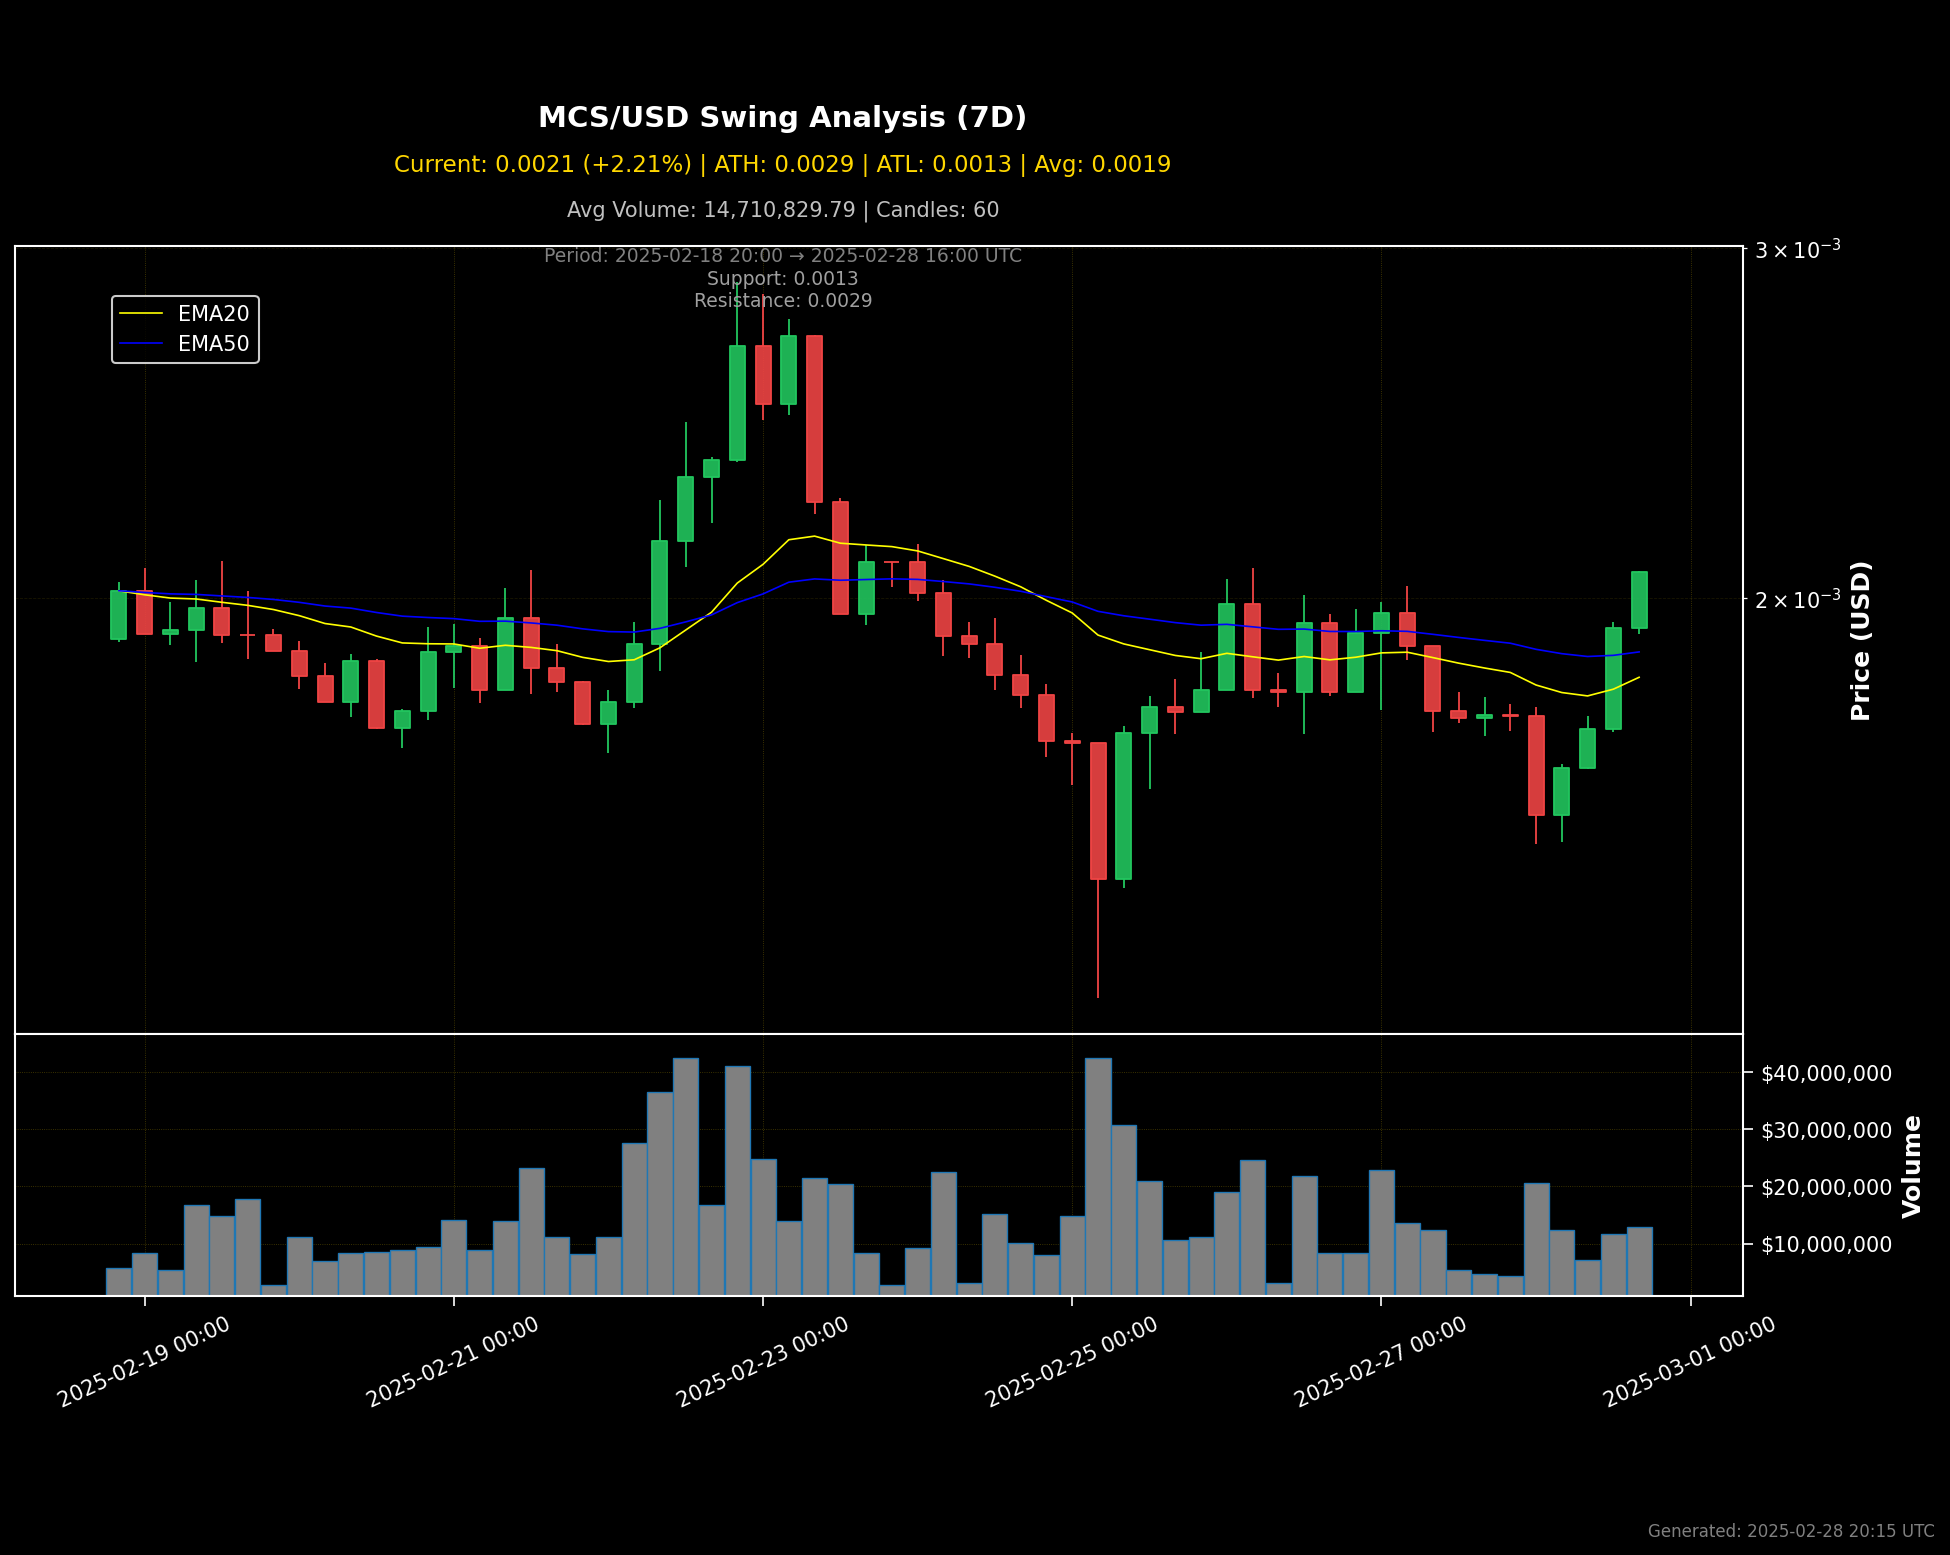 MCS/USD Swing Analysis (7D)
Current: 0.0021 (+2.21%) | ATH: 0.0029 | ATL: 0.0013 | Avg: 0.0019
Avg Volume: 14,710,829.79 | Candles: 60
Period: 2025-02-18 20:00 → 2025-02-28 16:00 UTC
Support: 0.0013
Resistance: 0.0029
EMA20
EMA50
3 × 10⁻³
2 × 10⁻³
Price (USD)
$40,000,000
$30,000,000
$20,000,000
$10,000,000
Volume
2025-02-19 00:00
2025-02-21 00:00
2025-02-23 00:00
2025-02-25 00:00
2025-02-27 00:00
2025-03-01 00:00
Generated: 2025-02-28 20:15 UTC